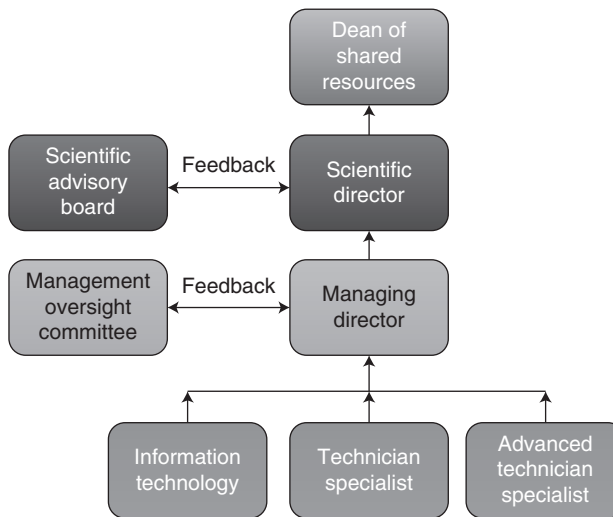 Dean of
shared
resources
Scientific
advisory
board
Feedback
Scientific
director
Management
oversight
committee
Feedback
Managing
director
Information
technology
Technician
specialist
Advanced
technician
specialist